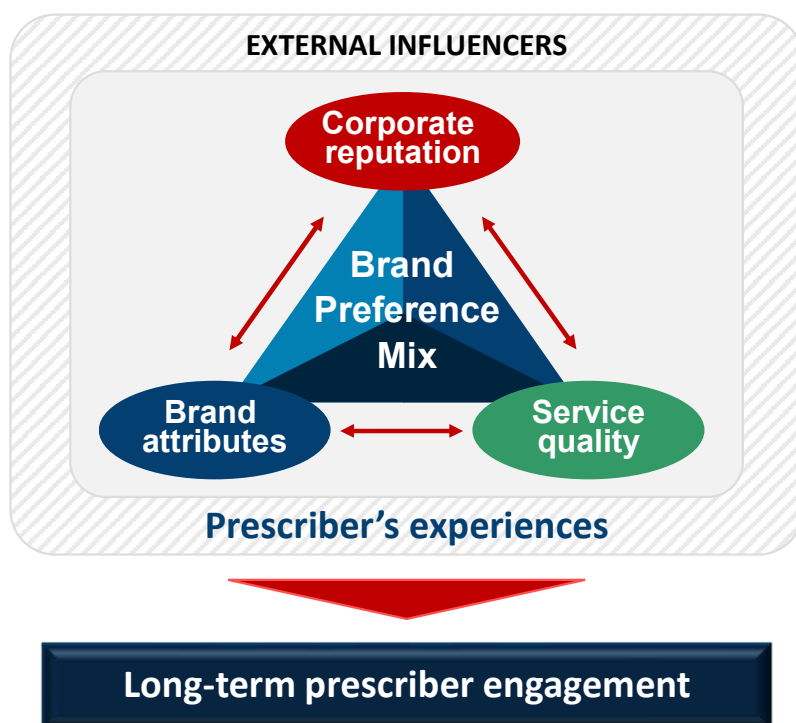 EXTERNAL INFLUENCERS
Corporate
reputation
Brand
Preference
Mix
Brand
attributes
Service
quality
Prescriber’s experiences
Long-term prescriber engagement